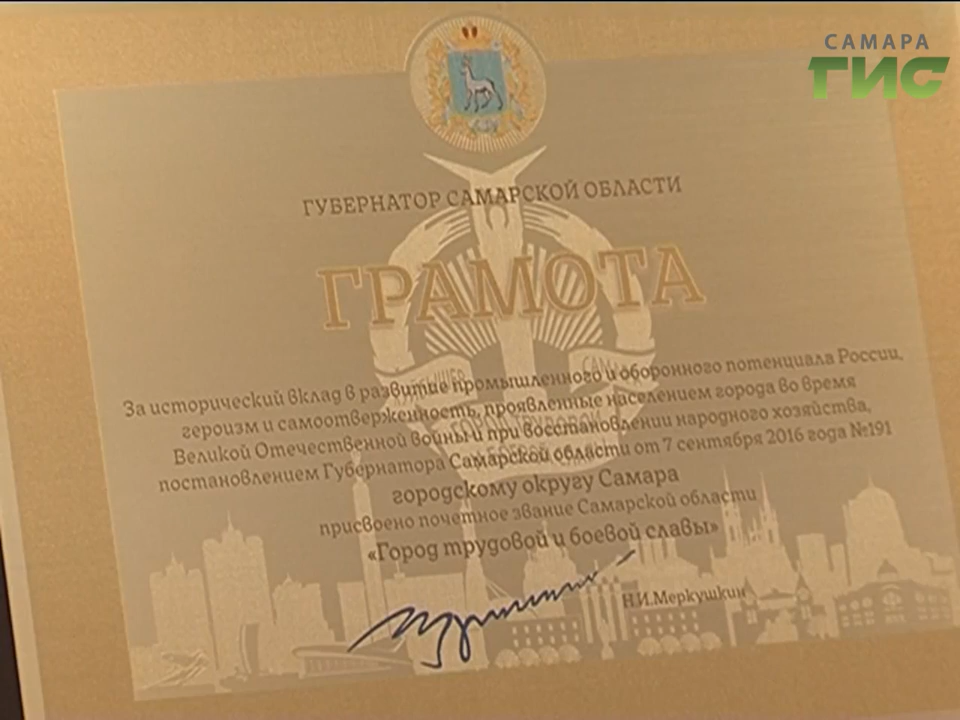 САМАРА
ГИС
ГУБЕРНАТОР САМАРСКОЙ ОБЛАСТИ
ГРАМОТА
За исторический вклад в развитие промышленного и оборонного потенциала России,
героизм и самоотверженность, проявленные населением города во время
Великой Отечественной войны и при восстановлении народного хозяйства,
постановлением Губернатора Самарской области от 7 сентября 2016 года №191
городскому округу Самара
присвоено почетное звание Самарской области
«Город трудовой и боевой славы»
Н.И.Меркушкин